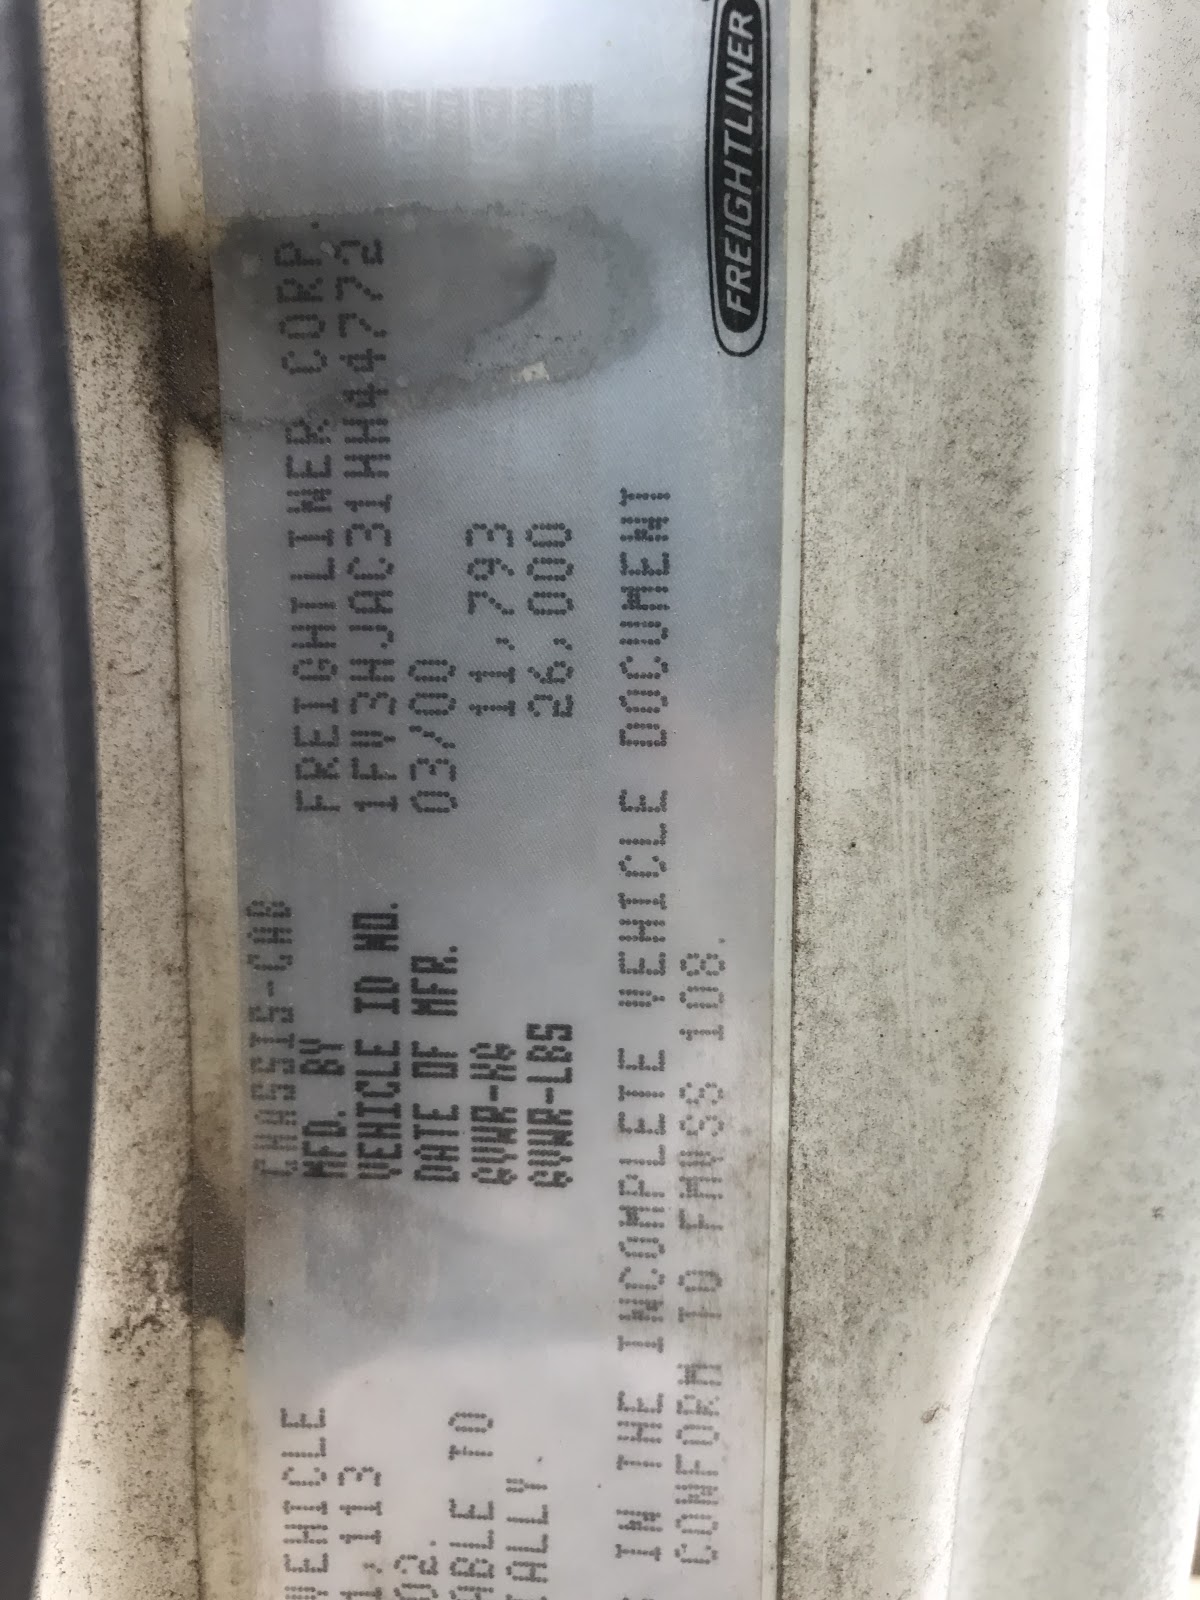 CHASSIS-CAB
MFD. BY FREIGHTLINER CORP.
VEHICLE ID NO. 1FV3HJAC31HH44772
DATE OF MFR. 03/00
GVWR-KG 11,793
GVWR-LBS 26,000
VEHICLE
113
TO
IN THE INCOMPLETE VEHICLE DOCUMENT
CONFORM TO FMVSS 108.
FREIGHTLINER